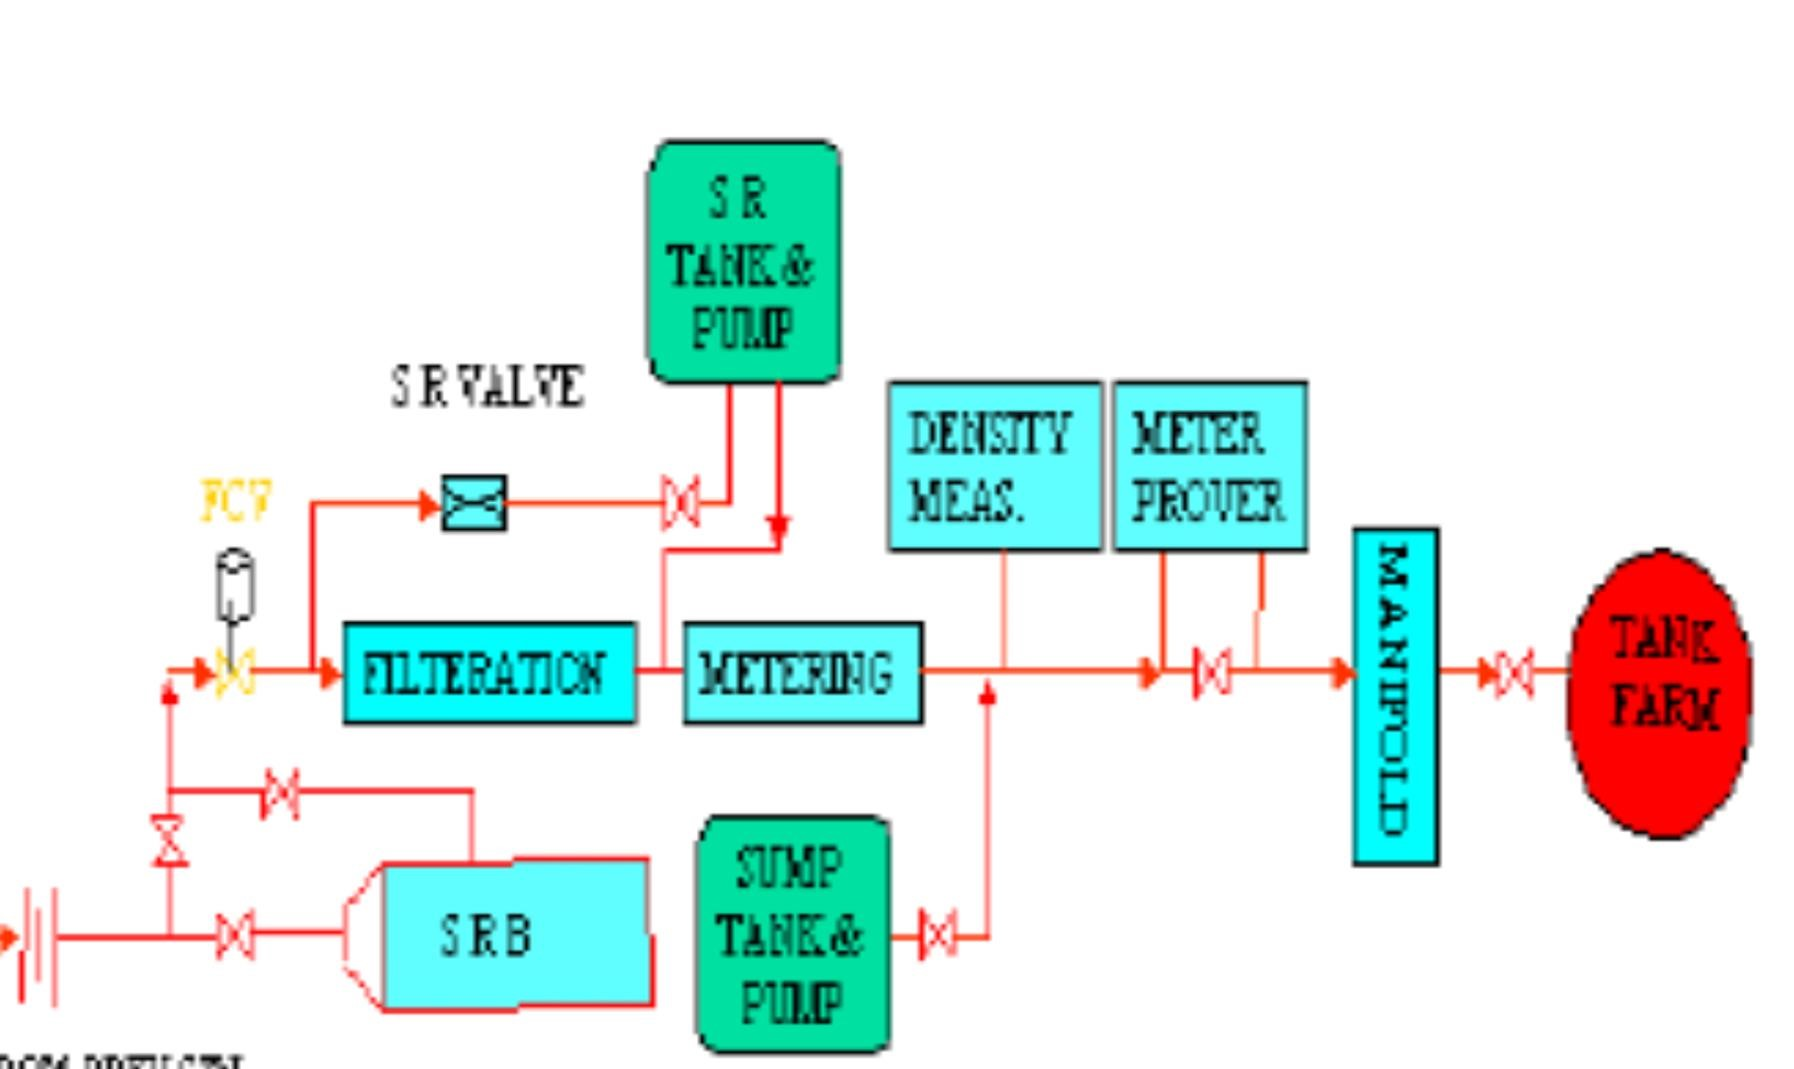 S R
TANK &
PUMP
S R VALVE
DENSITY
MEAS.
METER
PROVER
FCV
MANIFOLD
FILTERATION
METERING
TANK
FARM
SUMP
TANK &
PUMP
S R B